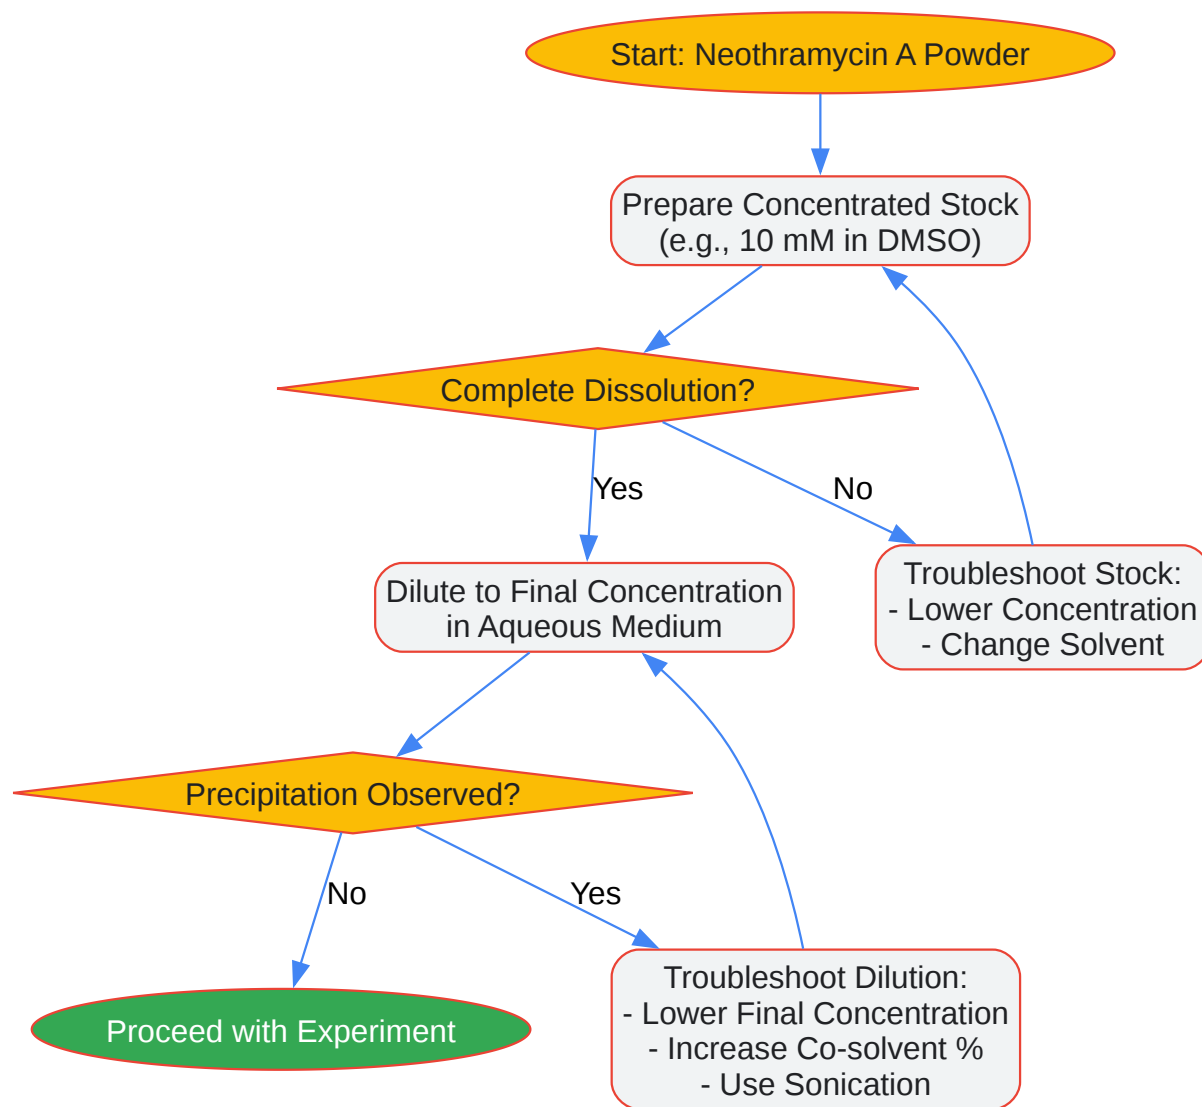 Start: Neothramycin A Powder
Prepare Concentrated Stock
(e.g., 10 mM in DMSO)
Complete Dissolution?
Yes
No
Troubleshoot Stock:
- Lower Concentration
- Change Solvent
Dilute to Final Concentration
in Aqueous Medium
Precipitation Observed?
No
Yes
Troubleshoot Dilution:
- Lower Final Concentration
- Increase Co-solvent %
- Use Sonication
Proceed with Experiment